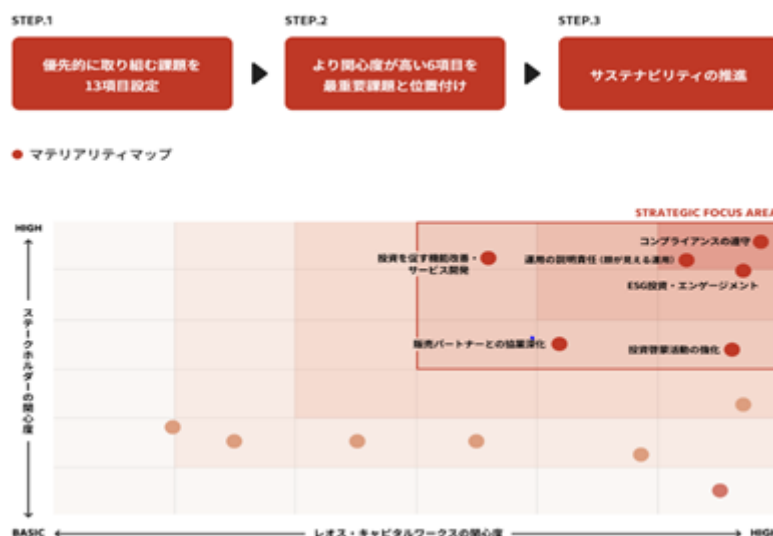 STEP.1
STEP.2
STEP.3
優先的に取り組む課題を
13項目設定
より関心度が高い6項目を
最重要課題と位置付け
サステナビリティの推進
マテリアリティマップ
STRATEGIC FOCUS AREA
HIGH
コンプライアンスの遵守
投資を促す機能改善・
サービス開発
運用の説明責任（顔が見える運用）
ESG投資・エンゲージメント
販売パートナーとの協業深化
投資啓蒙活動の強化
ステークホルダーの関心度
BASIC
レオス・キャピタルワークスの関心度
HIGH